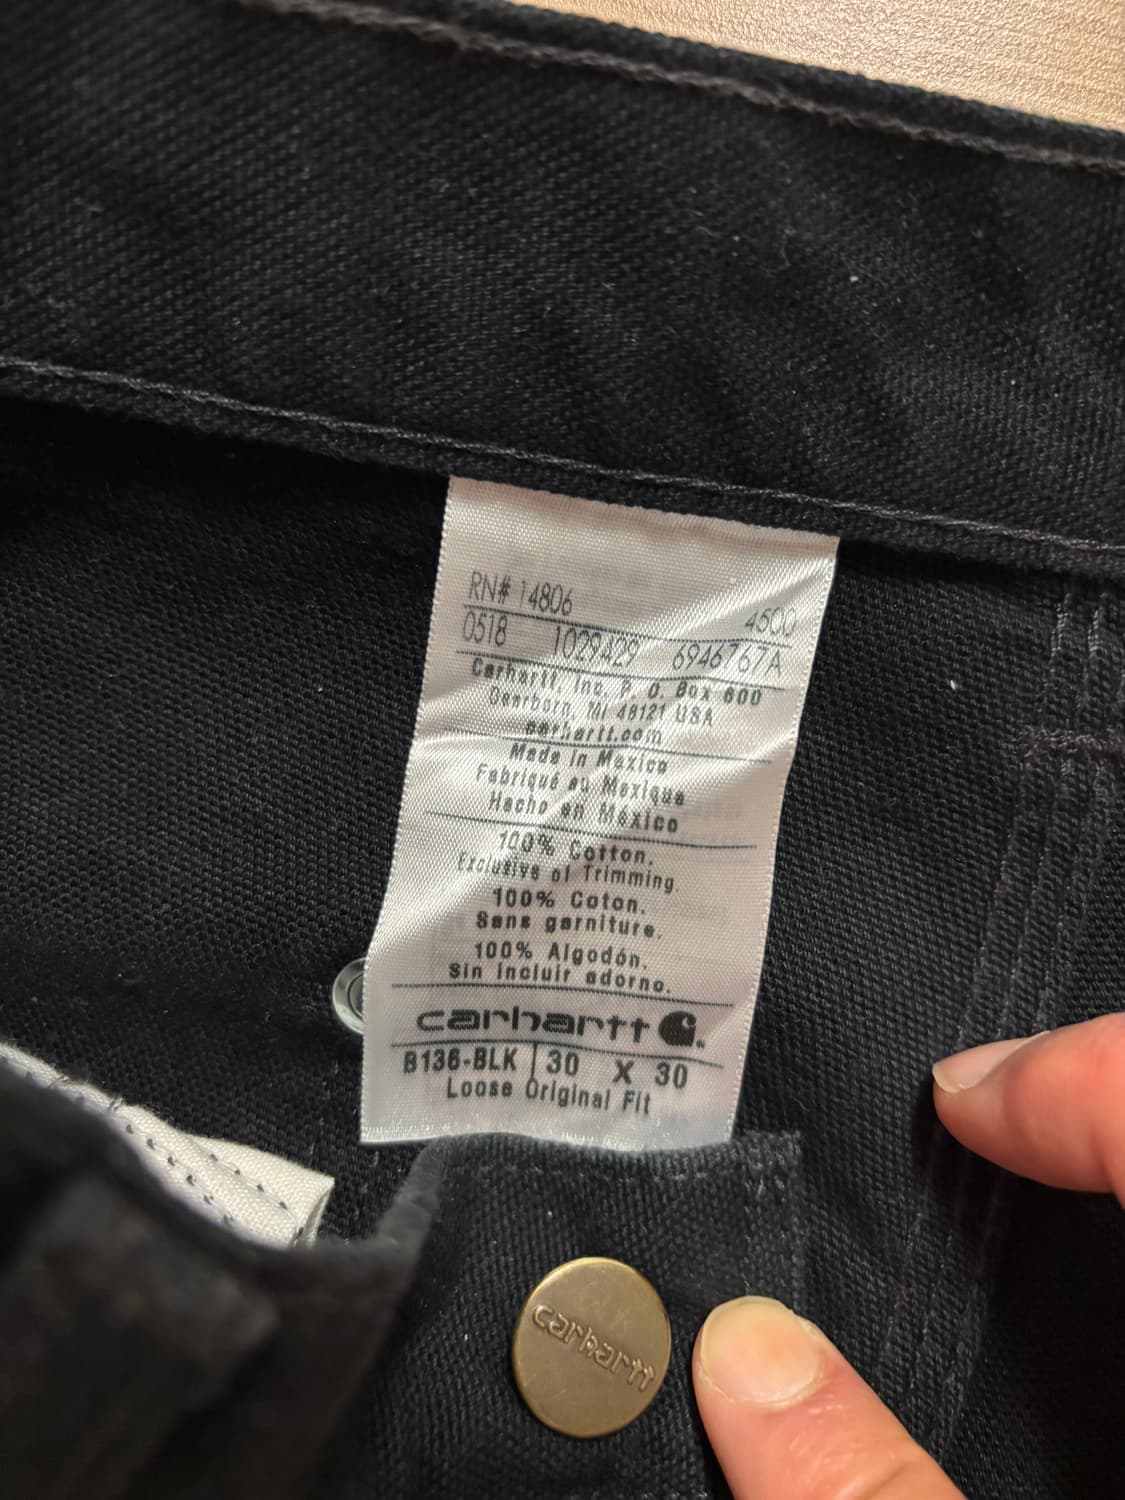 RN# 14806 4500
0518 1029429 6946767A
Carhartt, Inc. P. O. Box 600
Dearborn, MI 48121 USA
carhartt.com
Made in Mexico
Fabriqué au Mexique
Hecho en México
100% Cotton.
Exclusive of Trimming.
100% Coton.
Sans garniture.
100% Algodón.
Sin incluir adorno.
carhartt
B136-BLK 30 X 30
Loose Original Fit
carhartt